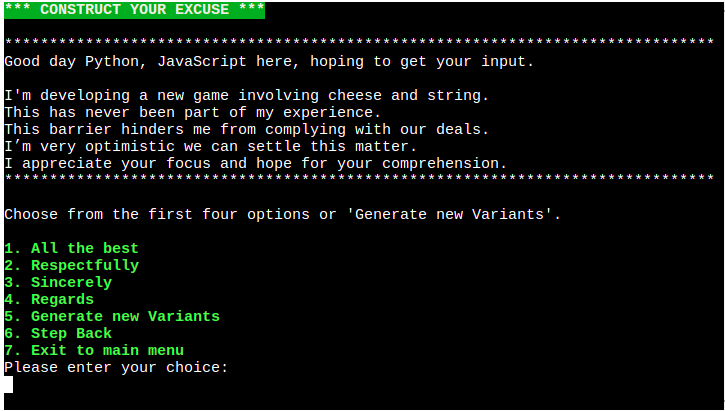 *** CONSTRUCT YOUR EXCUSE ***
*******************************************************************************
Good day Python, JavaScript here, hoping to get your input.
I'm developing a new game involving cheese and string.
This has never been part of my experience.
This barrier hinders me from complying with our deals.
I’m very optimistic we can settle this matter.
I appreciate your focus and hope for your comprehension.
*******************************************************************************
Choose from the first four options or 'Generate new Variants'.
1. All the best
2. Respectfully
3. Sincerely
4. Regards
5. Generate new Variants
6. Step Back
7. Exit to main menu
Please enter your choice: